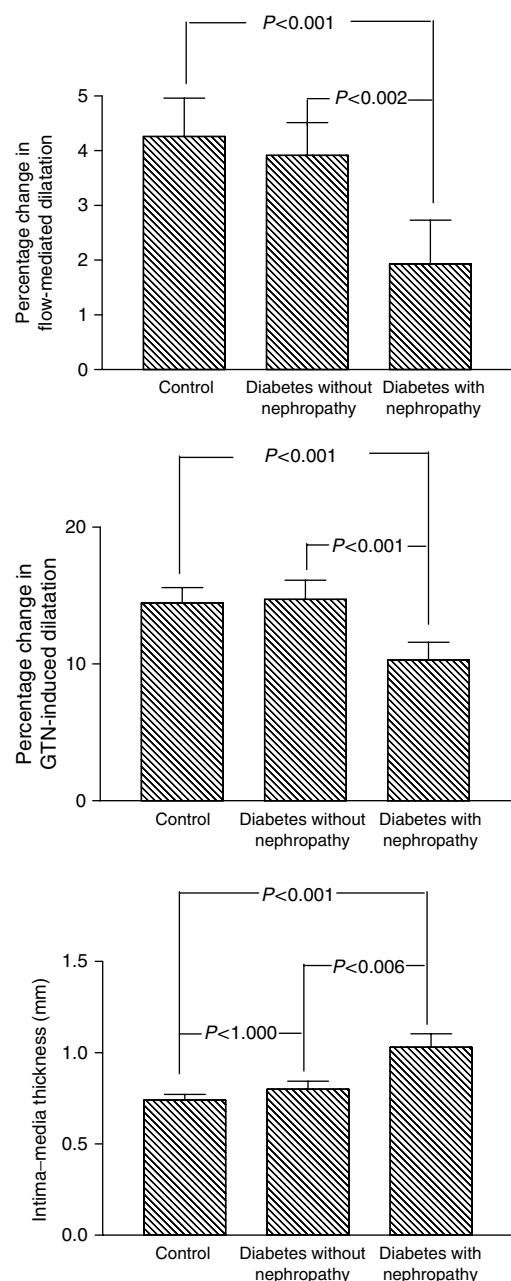 P<0.001
P<0.002
5
4
3
2
1
0
Percentage change in
flow-mediated dilatation
Control
Diabetes without
nephropathy
Diabetes with
nephropathy
P<0.001
P<0.001
20
10
0
Percentage change in
GTN-induced dilatation
Control
Diabetes without
nephropathy
Diabetes with
nephropathy
P<0.001
P<0.006
P<1.000
1.5
1.0
0.5
0.0
Intima–media thickness (mm)
Control
Diabetes without
nephropathy
Diabetes with
nephropathy